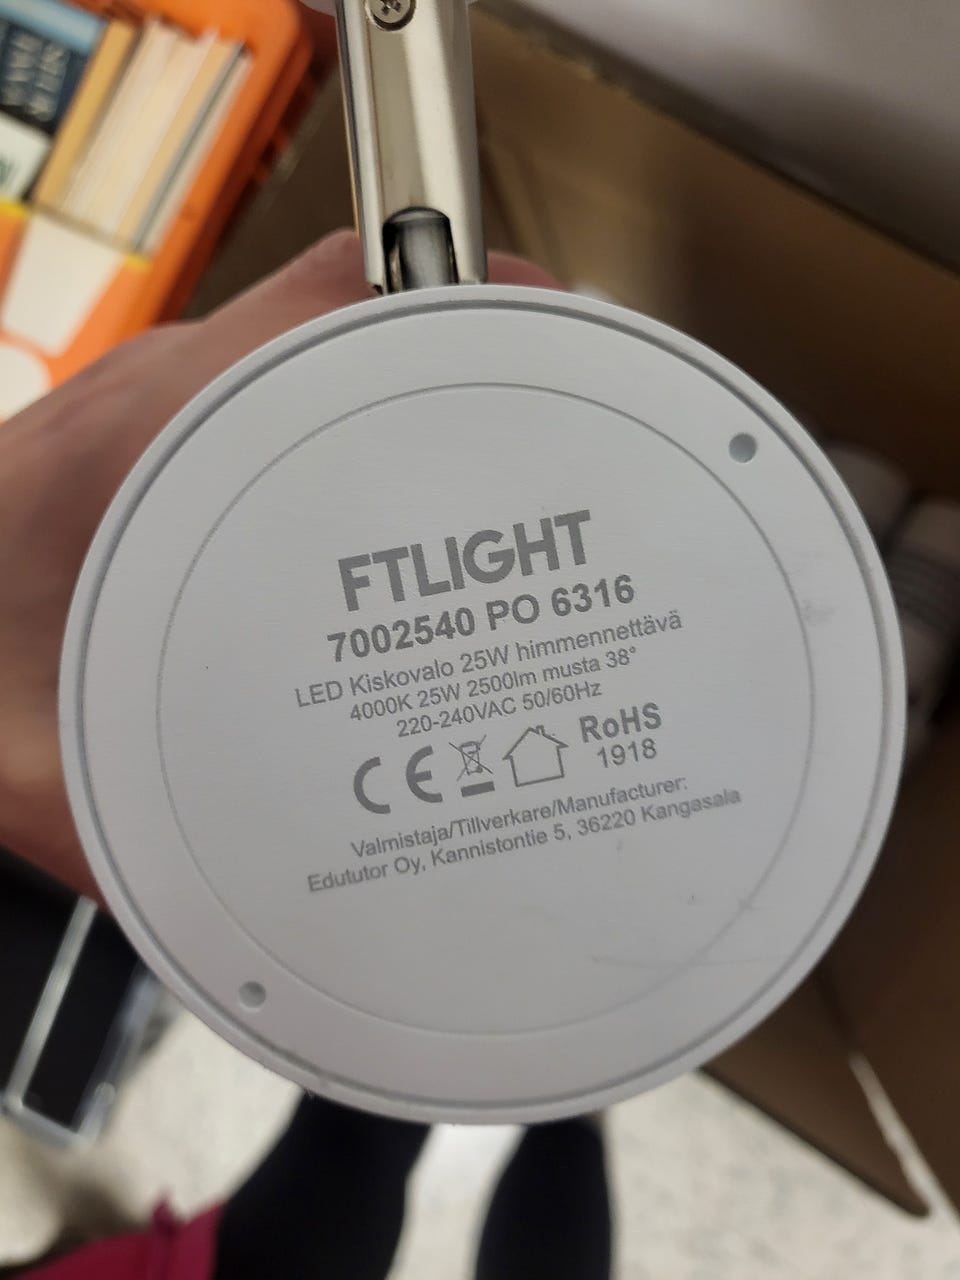 FTLIGHT
7002540 PO 6316
LED Kiskovalo 25W himmennettävä
4000K 25W 2500lm musta 38°
220-240VAC 50/60Hz
CE
RoHS
1918
Valmistaja/Tillverkare/Manufacturer:
Edututor Oy, Kannistontie 5, 36220 Kangasala